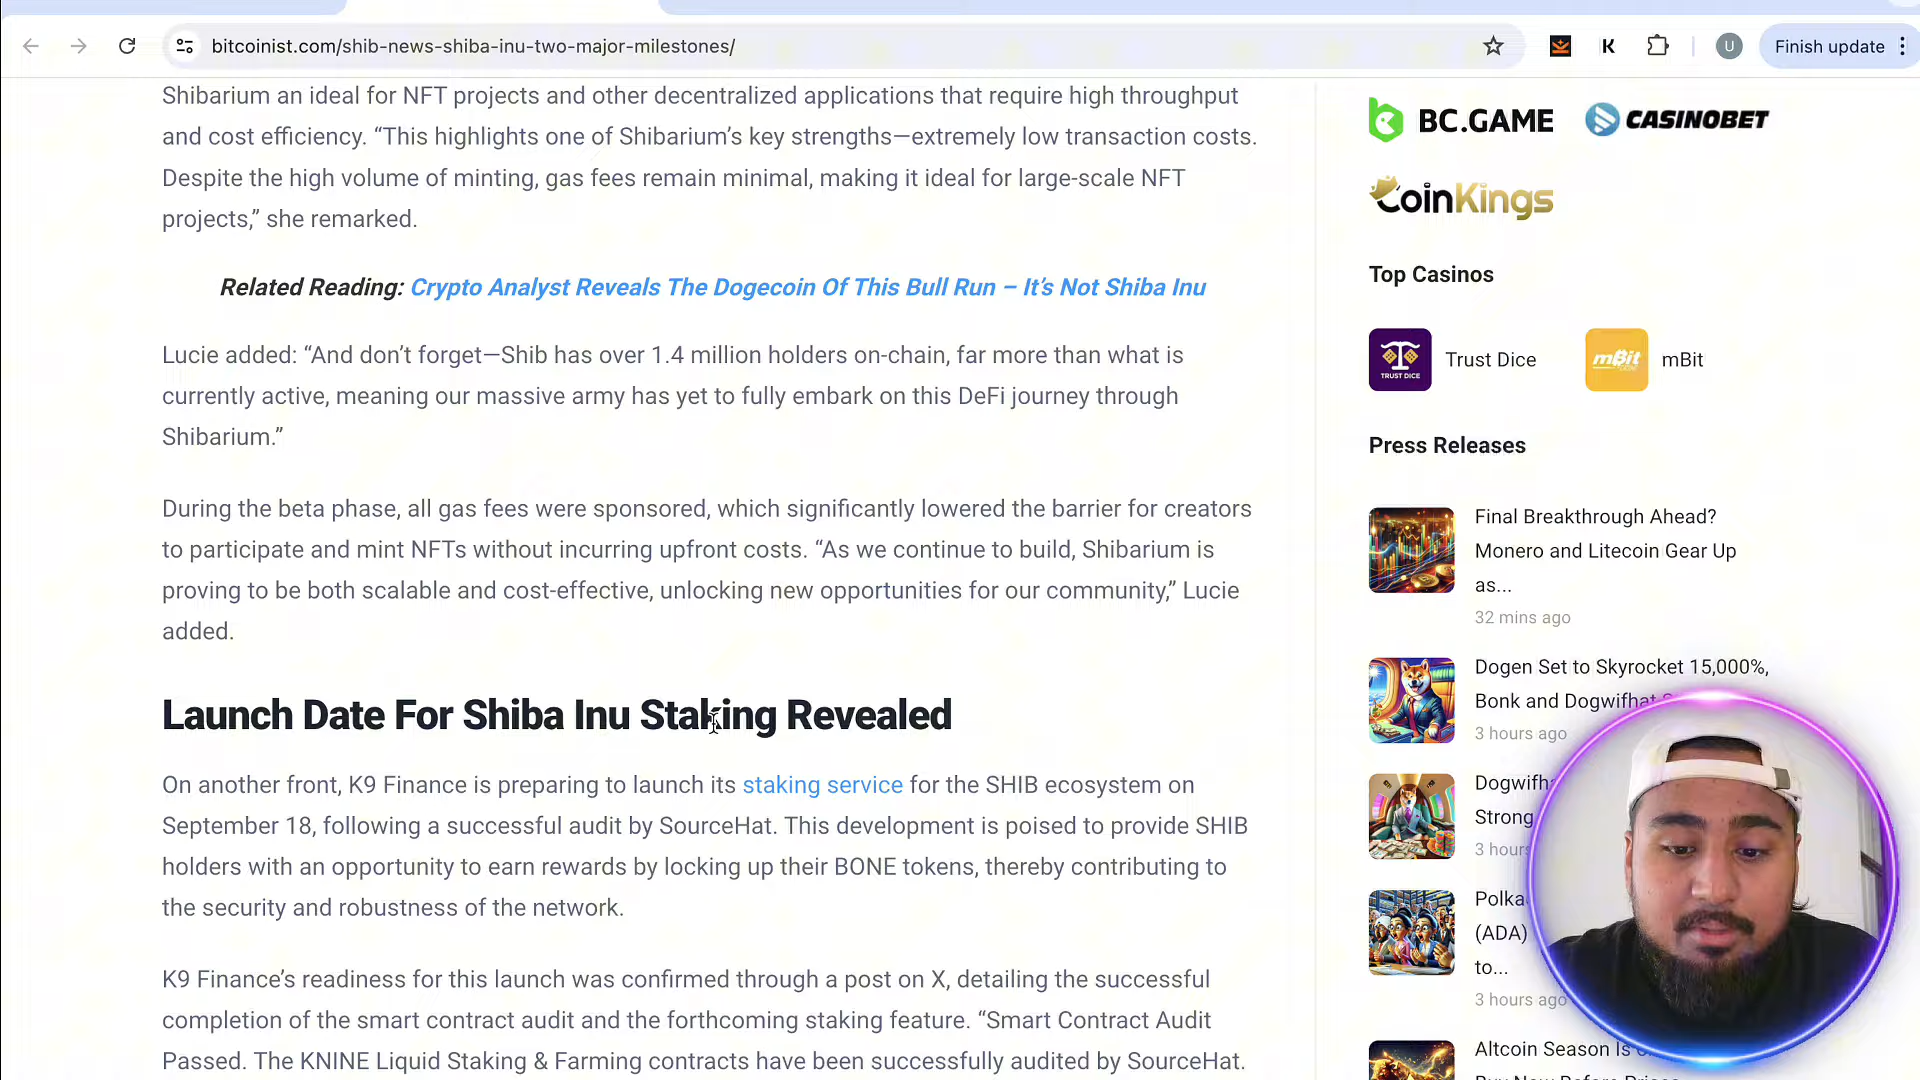 bitcoinist.com/shib-news-shiba-inu-two-major-milestones/
K
U
Finish update
Shibarium an ideal for NFT projects and other decentralized applications that require high throughput
and cost efficiency. “This highlights one of Shibarium’s key strengths—extremely low transaction costs.
Despite the high volume of minting, gas fees remain minimal, making it ideal for large-scale NFT
projects,” she remarked.
Related Reading: Crypto Analyst Reveals The Dogecoin Of This Bull Run – It’s Not Shiba Inu
Lucie added: “And don’t forget—Shib has over 1.4 million holders on-chain, far more than what is
currently active, meaning our massive army has yet to fully embark on this DeFi journey through
Shibarium.”
During the beta phase, all gas fees were sponsored, which significantly lowered the barrier for creators
to participate and mint NFTs without incurring upfront costs. “As we continue to build, Shibarium is
proving to be both scalable and cost-effective, unlocking new opportunities for our community,” Lucie
added.
Launch Date For Shiba Inu Staking Revealed
On another front, K9 Finance is preparing to launch its staking service for the SHIB ecosystem on
September 18, following a successful audit by SourceHat. This development is poised to provide SHIB
holders with an opportunity to earn rewards by locking up their BONE tokens, thereby contributing to
the security and robustness of the network.
K9 Finance’s readiness for this launch was confirmed through a post on X, detailing the successful
completion of the smart contract audit and the forthcoming staking feature. “Smart Contract Audit
Passed. The KNINE Liquid Staking & Farming contracts have been successfully audited by SourceHat.
BC.GAME
CASINOBET
CoinKings
Top Casinos
TRUST DICE
Trust Dice
mBit
mBit
Press Releases
Final Breakthrough Ahead?
Monero and Litecoin Gear Up
as...
32 mins ago
Dogen Set to Skyrocket 15,000%,
Bonk and Dogwifhat
3 hours ago
Dogwifh
Strong
3 hours
Polka
(ADA)
to...
3 hours ago
Altcoin Season Is
Buy Now Before Prices